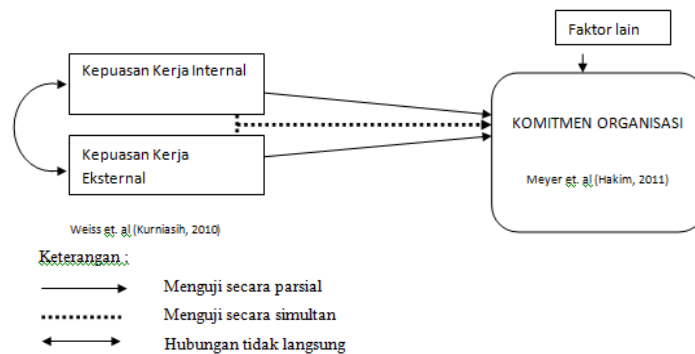 Faktor lain
Kepuasan Kerja Internal
KOMITMEN ORGANISASI
Kepuasan Kerja
Eksternal
Meyer et. al (Hakim, 2011)
Weiss et. al (Kurniasih, 2010)
Keterangan :
Menguji secara parsial
Menguji secara simultan
Hubungan tidak langsung